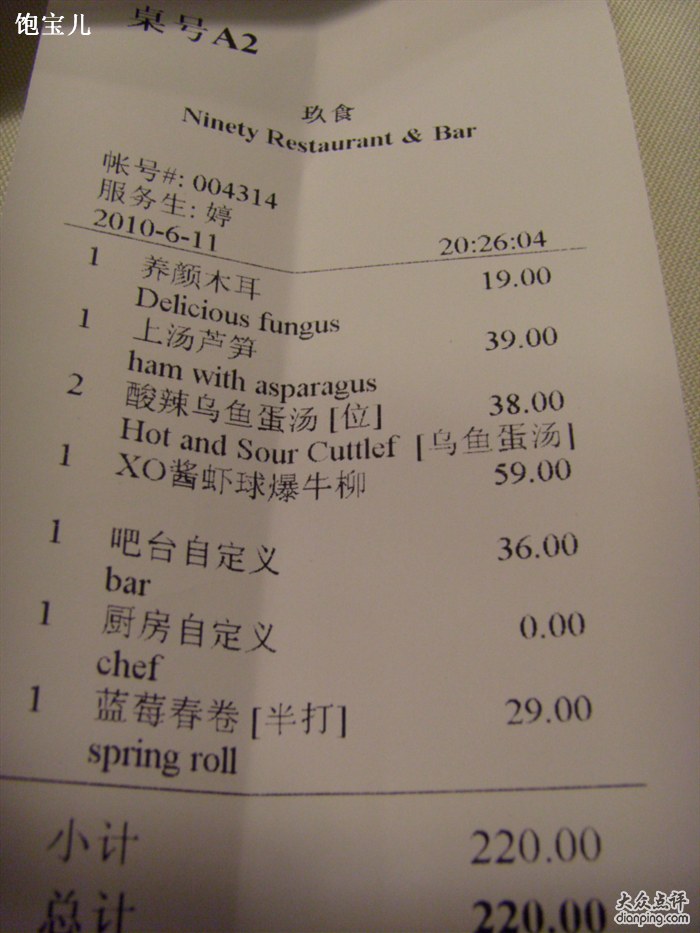 饱宝儿
桌号A2
玖食
Ninety Restaurant & Bar
帐号#: 004314
服务生: 婷
2010-6-11 20:26:04
1 养颜木耳 19.00
Delicious fungus
1 上汤芦笋 39.00
ham with asparagus
2 酸辣乌鱼蛋汤 [位] 38.00
Hot and Sour Cuttlef [乌鱼蛋汤]
1 XO酱虾球爆牛柳 59.00
1 吧台自定义 36.00
bar
1 厨房自定义 0.00
chef
1 蓝莓春卷 [半打] 29.00
spring roll
小计 220.00
总计 220.00
大众点评
dianping.com